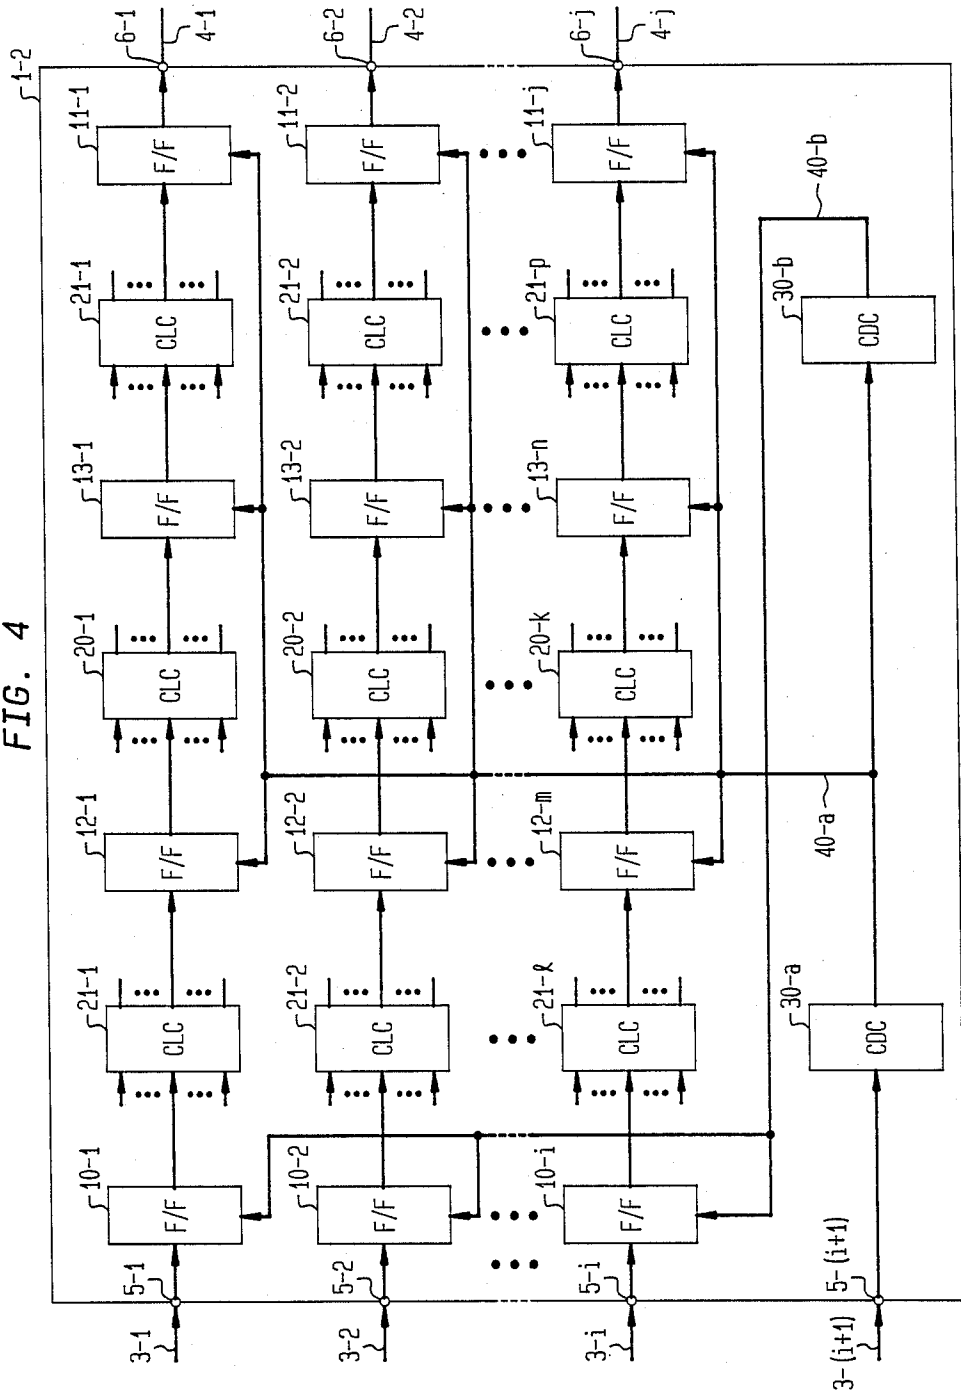 FIG. 4
1-2
3-1
5-1
10-1
F/F
21-1
CLC
12-1
F/F
20-1
CLC
13-1
F/F
21-1
CLC
11-1
F/F
6-1
4-1
3-2
5-2
10-2
F/F
21-2
CLC
12-2
F/F
20-2
CLC
13-2
F/F
21-2
CLC
11-2
F/F
6-2
4-2
3-i
5-i
10-i
F/F
21-ℓ
CLC
12-m
F/F
20-k
CLC
13-n
F/F
21-p
CLC
11-j
F/F
6-j
4-j
3-(i+1)
5-(i+1)
30-a
CDC
40-a
30-b
CDC
40-b